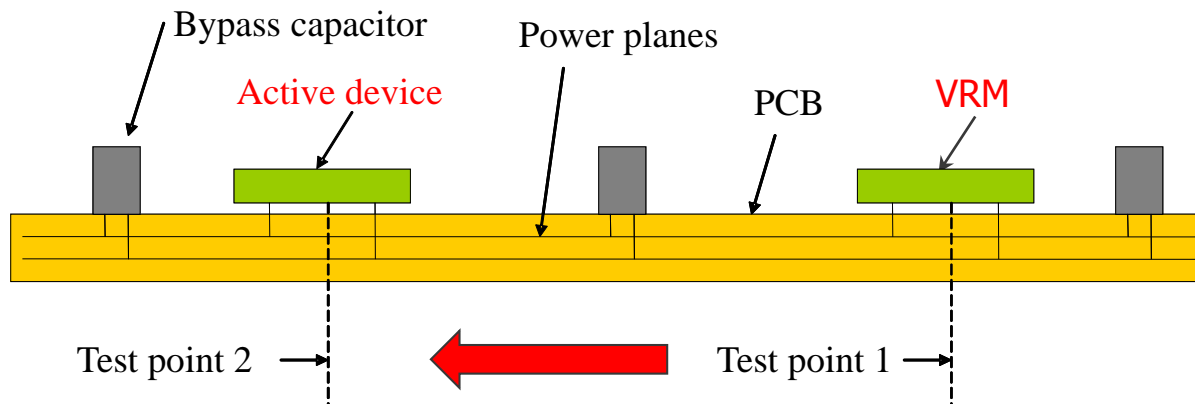 Bypass capacitor
Power planes
Active device
PCB
VRM
Test point 2
Test point 1